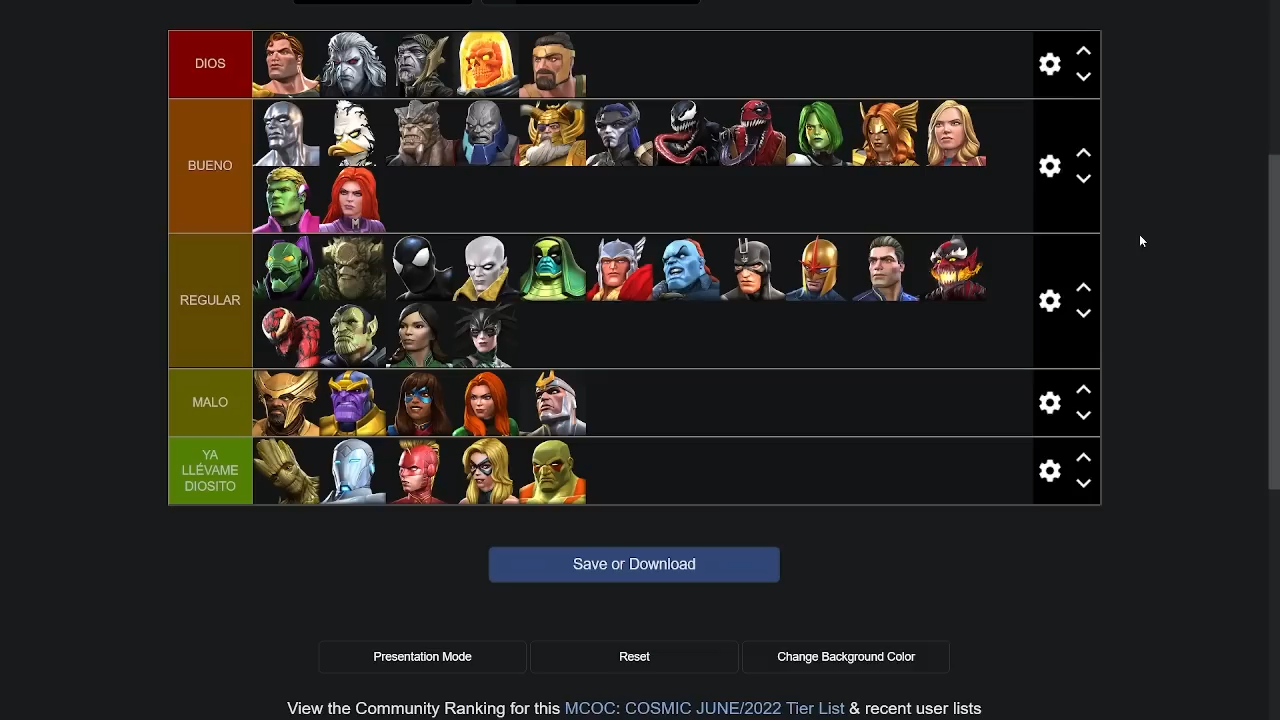 DIOS
BUENO
REGULAR
MALO
YA
LLÉVAME
DIOSITO
Save or Download
Presentation Mode
Reset
Change Background Color
View the Community Ranking for this MCOC: COSMIC JUNE/2022 Tier List & recent user lists